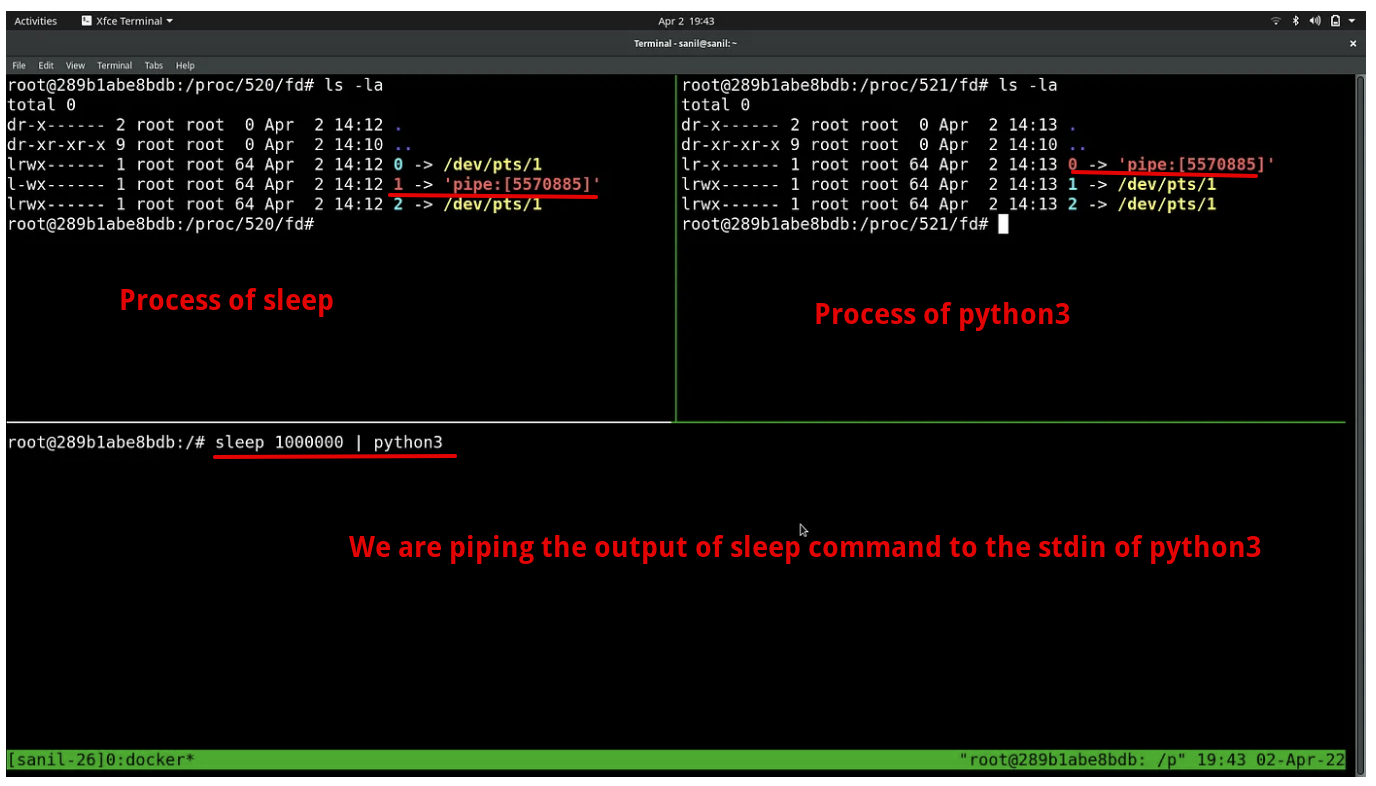 Activities Xfce Terminal Apr 2 19:43
Terminal - sanil@sanil: ~
File Edit View Terminal Tabs Help
root@289b1abe8bdb:/proc/520/fd# ls -la
total 0
dr-x------ 2 root root 0 Apr 2 14:12 .
dr-xr-xr-x 9 root root 0 Apr 2 14:10 ..
lrwx------ 1 root root 64 Apr 2 14:12 0 -> /dev/pts/1
l-wx------ 1 root root 64 Apr 2 14:12 1 -> 'pipe:[5570885]'
lrwx------ 1 root root 64 Apr 2 14:12 2 -> /dev/pts/1
root@289b1abe8bdb:/proc/520/fd#
Process of sleep
root@289b1abe8bdb:/proc/521/fd# ls -la
total 0
dr-x------ 2 root root 0 Apr 2 14:13 .
dr-xr-xr-x 9 root root 0 Apr 2 14:10 ..
lr-x------ 1 root root 64 Apr 2 14:13 0 -> 'pipe:[5570885]'
lrwx------ 1 root root 64 Apr 2 14:13 1 -> /dev/pts/1
lrwx------ 1 root root 64 Apr 2 14:13 2 -> /dev/pts/1
root@289b1abe8bdb:/proc/521/fd#
Process of python3
root@289b1abe8bdb:/# sleep 1000000 | python3
We are piping the output of sleep command to the stdin of python3
[sanil-26]0:docker* "root@289b1abe8bdb: /p" 19:43 02-Apr-22